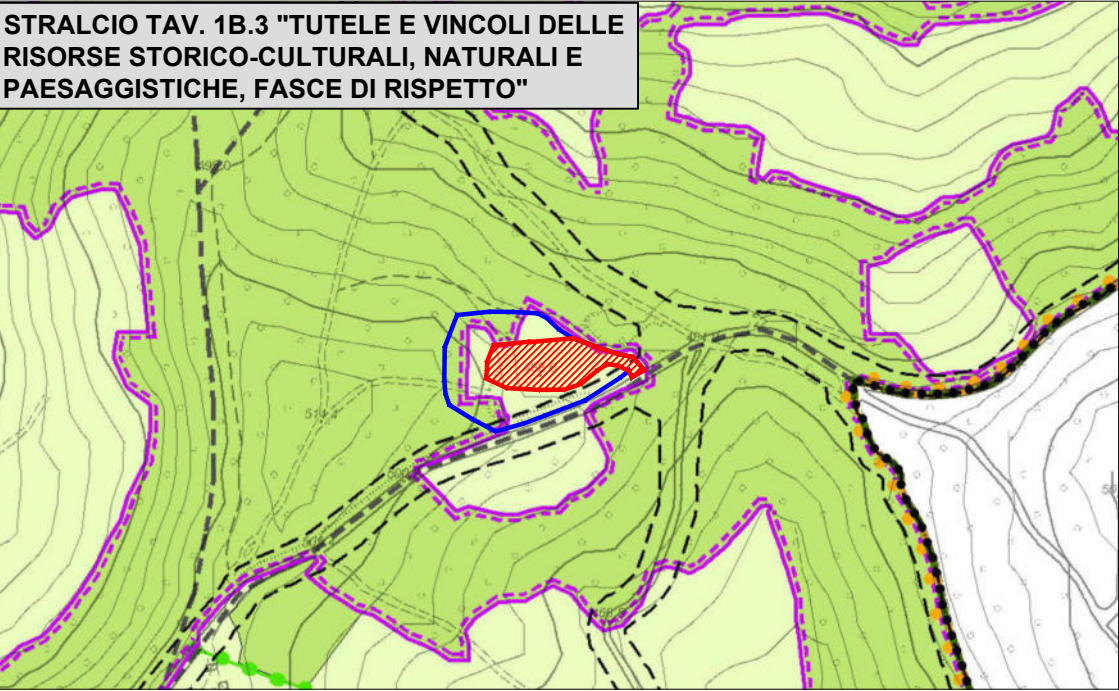 STRALCIO TAV. 1B.3 "TUTELE E VINCOLI DELLE
RISORSE STORICO-CULTURALI, NATURALI E
PAESAGGISTICHE, FASCE DI RISPETTO"